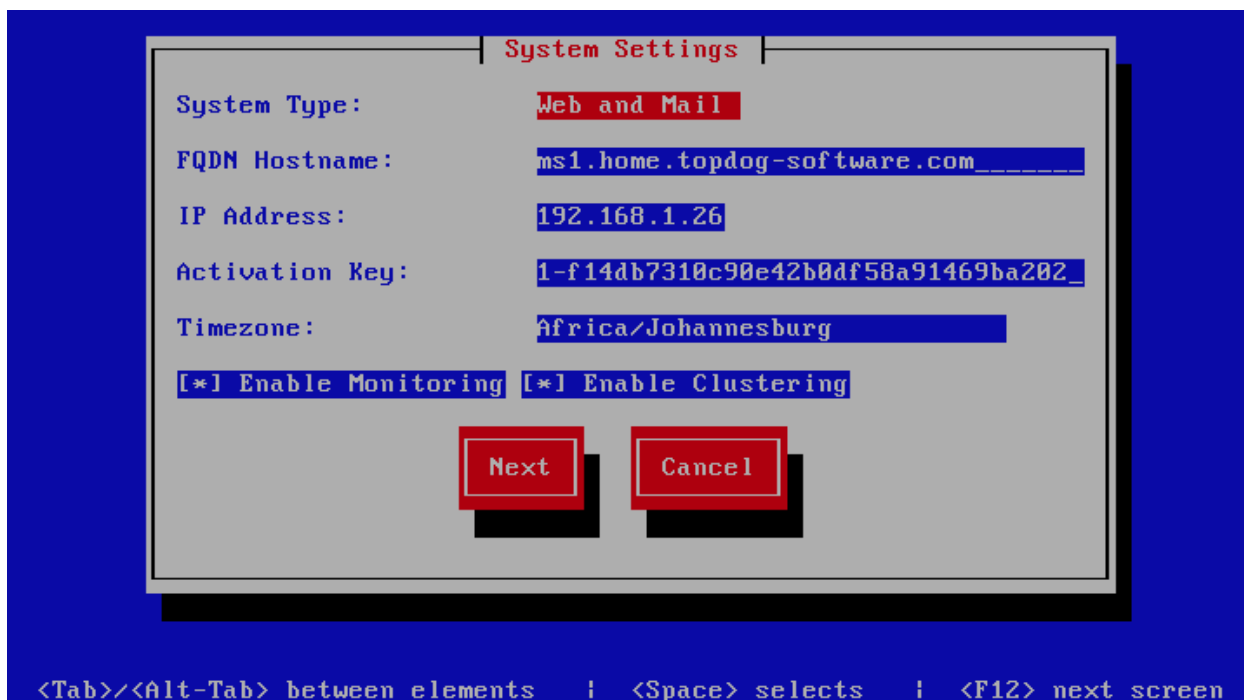 System Settings
System Type: Web and Mail
FQDN Hostname: ms1.home.topdog-software.com_______
IP Address: 192.168.1.26
Activation Key: 1-f14db7310c90e42b0df58a91469ba202_
Timezone: Africa/Johannesburg
[*] Enable Monitoring [*] Enable Clustering
Next Cancel
<Tab>/<Alt-Tab> between elements | <Space> selects | <F12> next screen